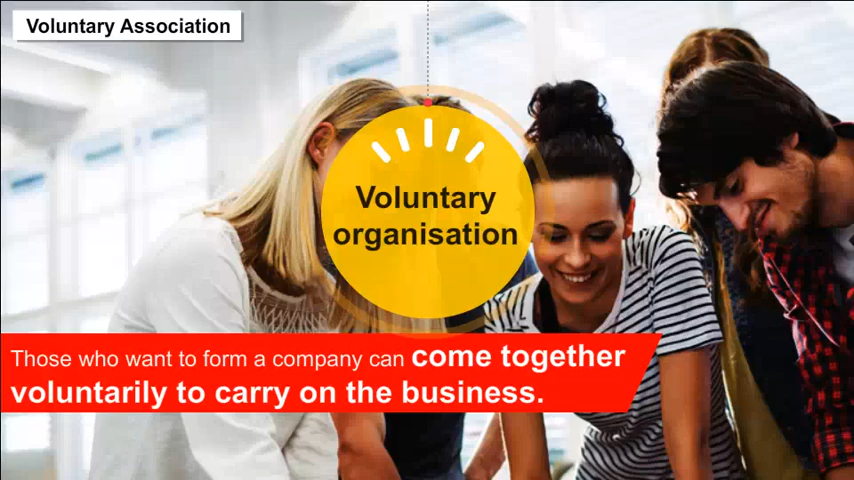 Voluntary Association
Voluntary
organisation
Those who want to form a company can come together
voluntarily to carry on the business.